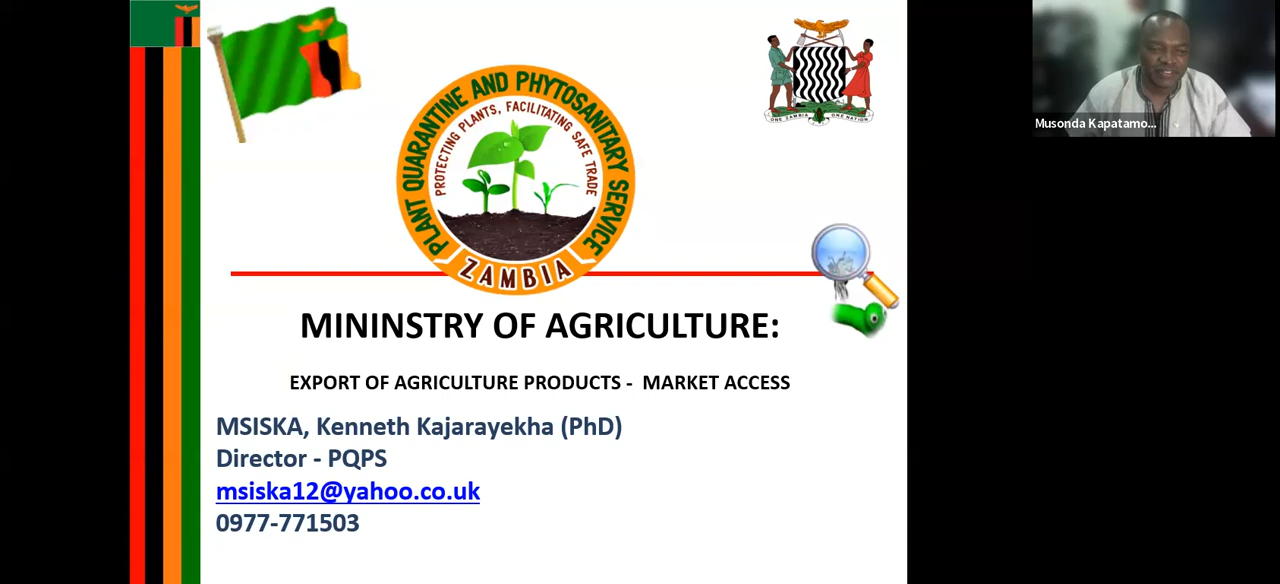 PLANT QUARANTINE AND PHYTOSANITARY SERVICE
PROTECTING PLANTS, FACILITATING SAFE TRADE
ZAMBIA
ONE ZAMBIA ONE NATION
Musonda Kapatamo...
MININSTRY OF AGRICULTURE:
EXPORT OF AGRICULTURE PRODUCTS - MARKET ACCESS
MSISKA, Kenneth Kajarayekha (PhD)
Director - PQPS
msiska12@yahoo.co.uk
0977-771503